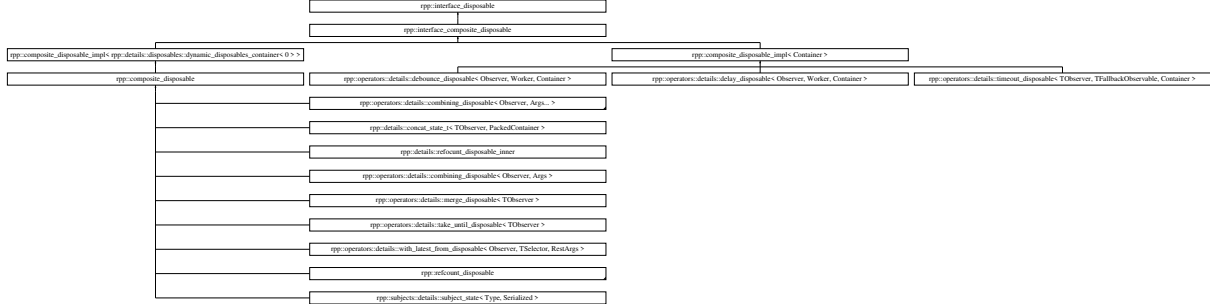 rpp::interface_disposable
rpp::interface_composite_disposable
rpp::composite_disposable_impl< rpp::details::disposables::dynamic_disposables_container< 0 > >
rpp::composite_disposable_impl< Container >
rpp::composite_disposable
rpp::operators::details::debounce_disposable< Observer, Worker, Container >
rpp::operators::details::delay_disposable< Observer, Worker, Container >
rpp::operators::details::timeout_disposable< TObserver, TFallbackObservable, Container >
rpp::operators::details::combining_disposable< Observer, Args... >
rpp::details::concat_state_t< TObserver, PackedContainer >
rpp::details::refocunt_disposable_inner
rpp::operators::details::combining_disposable< Observer, Args >
rpp::operators::details::merge_disposable< TObserver >
rpp::operators::details::take_until_disposable< TObserver >
rpp::operators::details::with_latest_from_disposable< Observer, TSelector, RestArgs >
rpp::refcount_disposable
rpp::subjects::details::subject_state< Type, Serialized >